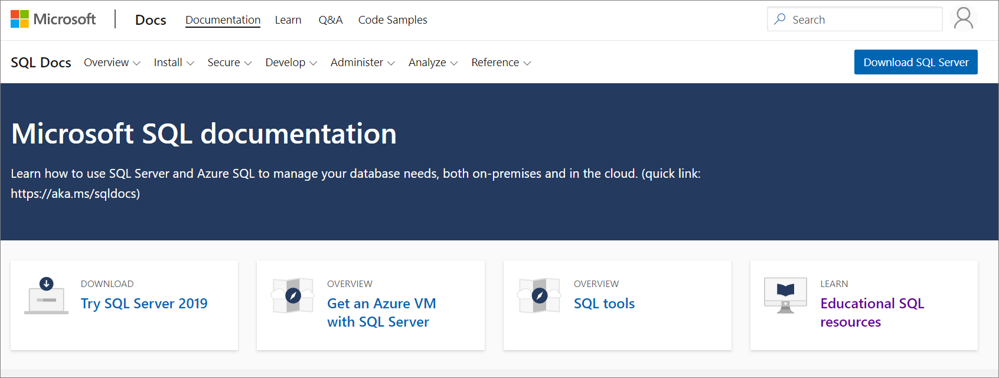 Microsoft Docs Documentation Learn Q&A Code Samples Search
SQL Docs Overview Install Secure Develop Administer Analyze Reference Download SQL Server
Microsoft SQL documentation
Learn how to use SQL Server and Azure SQL to manage your database needs, both on-premises and in the cloud. (quick link:
https://aka.ms/sqldocs)
DOWNLOAD
Try SQL Server 2019
OVERVIEW
Get an Azure VM
with SQL Server
OVERVIEW
SQL tools
LEARN
Educational SQL
resources